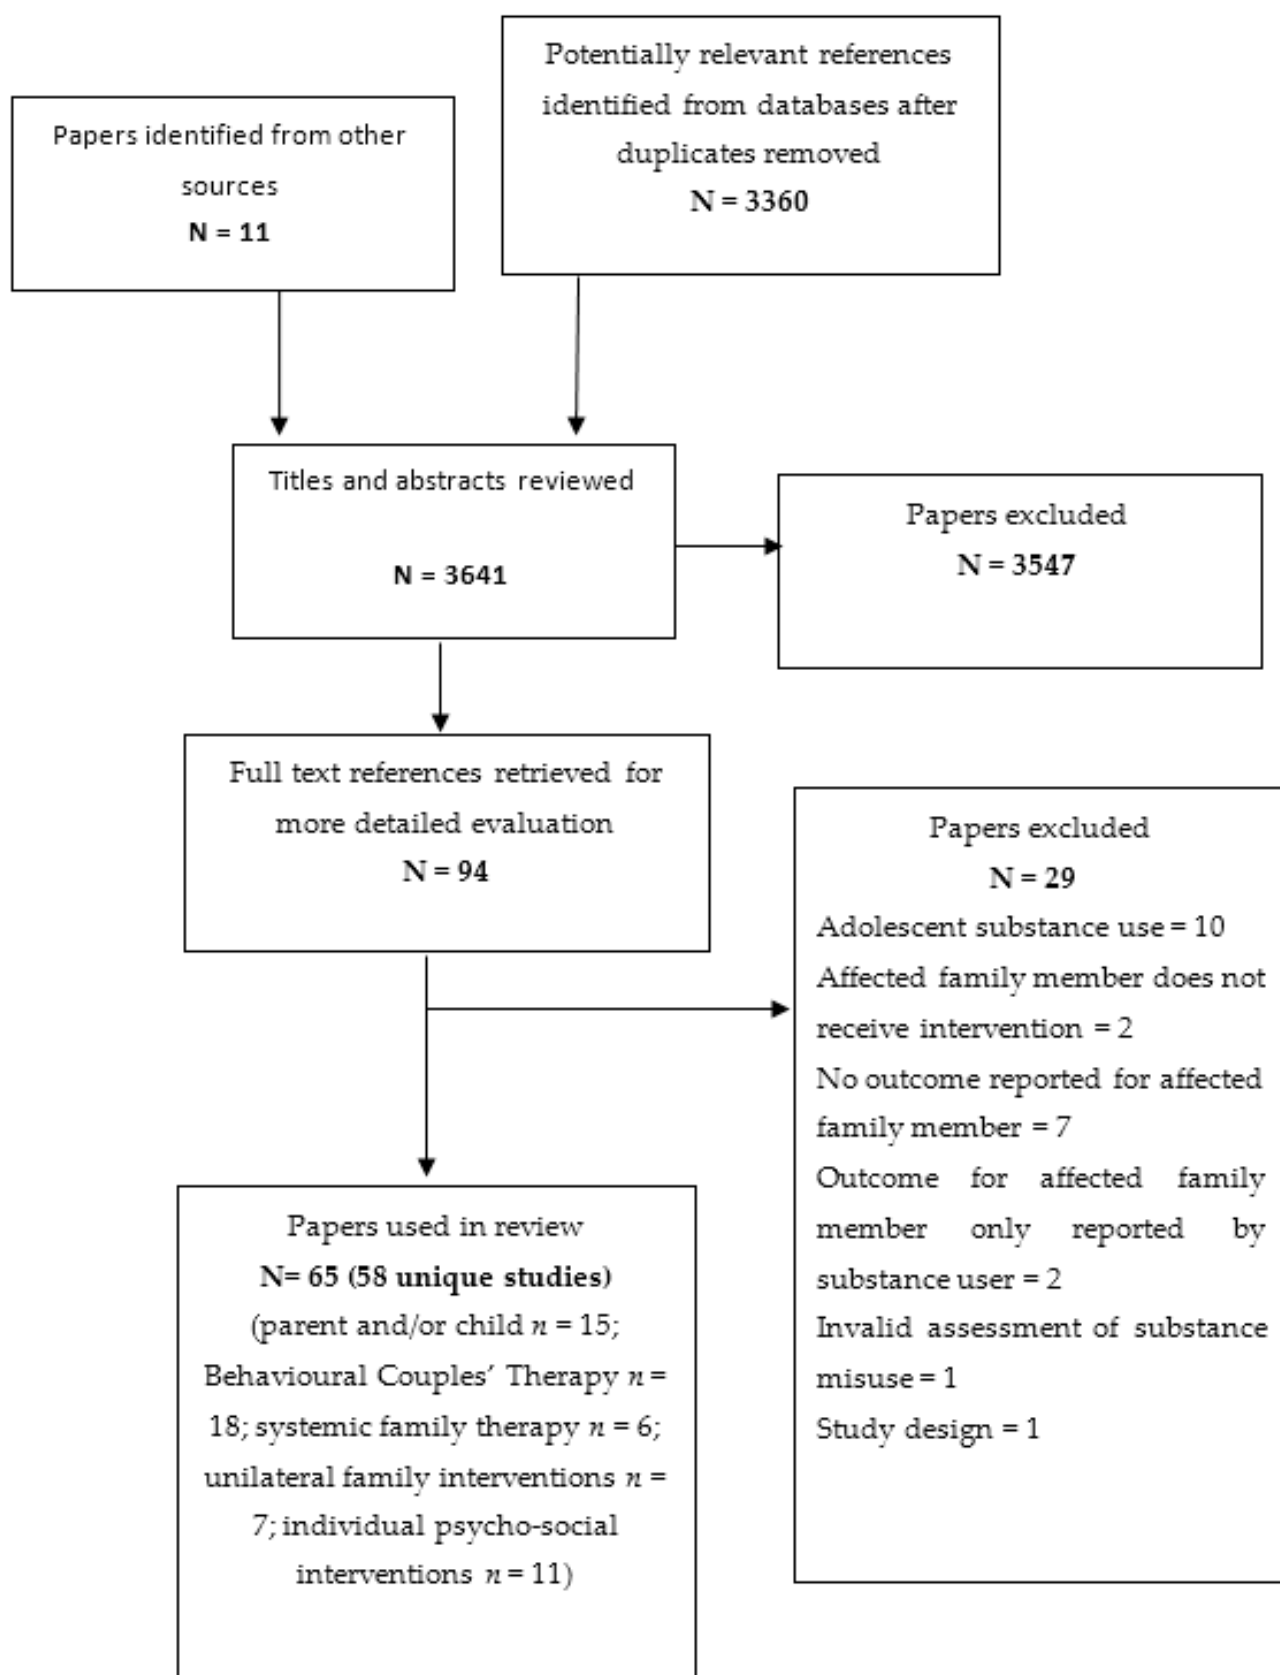 Papers identified from other
sources
N = 11
Potentially relevant references
identified from databases after
duplicates removed
N = 3360
Titles and abstracts reviewed
N = 3641
Papers excluded
N = 3547
Full text references retrieved for
more detailed evaluation
N = 94
Papers excluded
N = 29
Adolescent substance use = 10
Affected family member does not
receive intervention = 2
No outcome reported for affected
family member = 7
Outcome for affected family
member only reported by
substance user = 2
Invalid assessment of substance
misuse = 1
Study design = 1
Papers used in review
N= 65 (58 unique studies)
(parent and/or child n = 15;
Behavioural Couples’ Therapy n =
18; systemic family therapy n = 6;
unilateral family interventions n =
7; individual psycho-social
interventions n = 11)